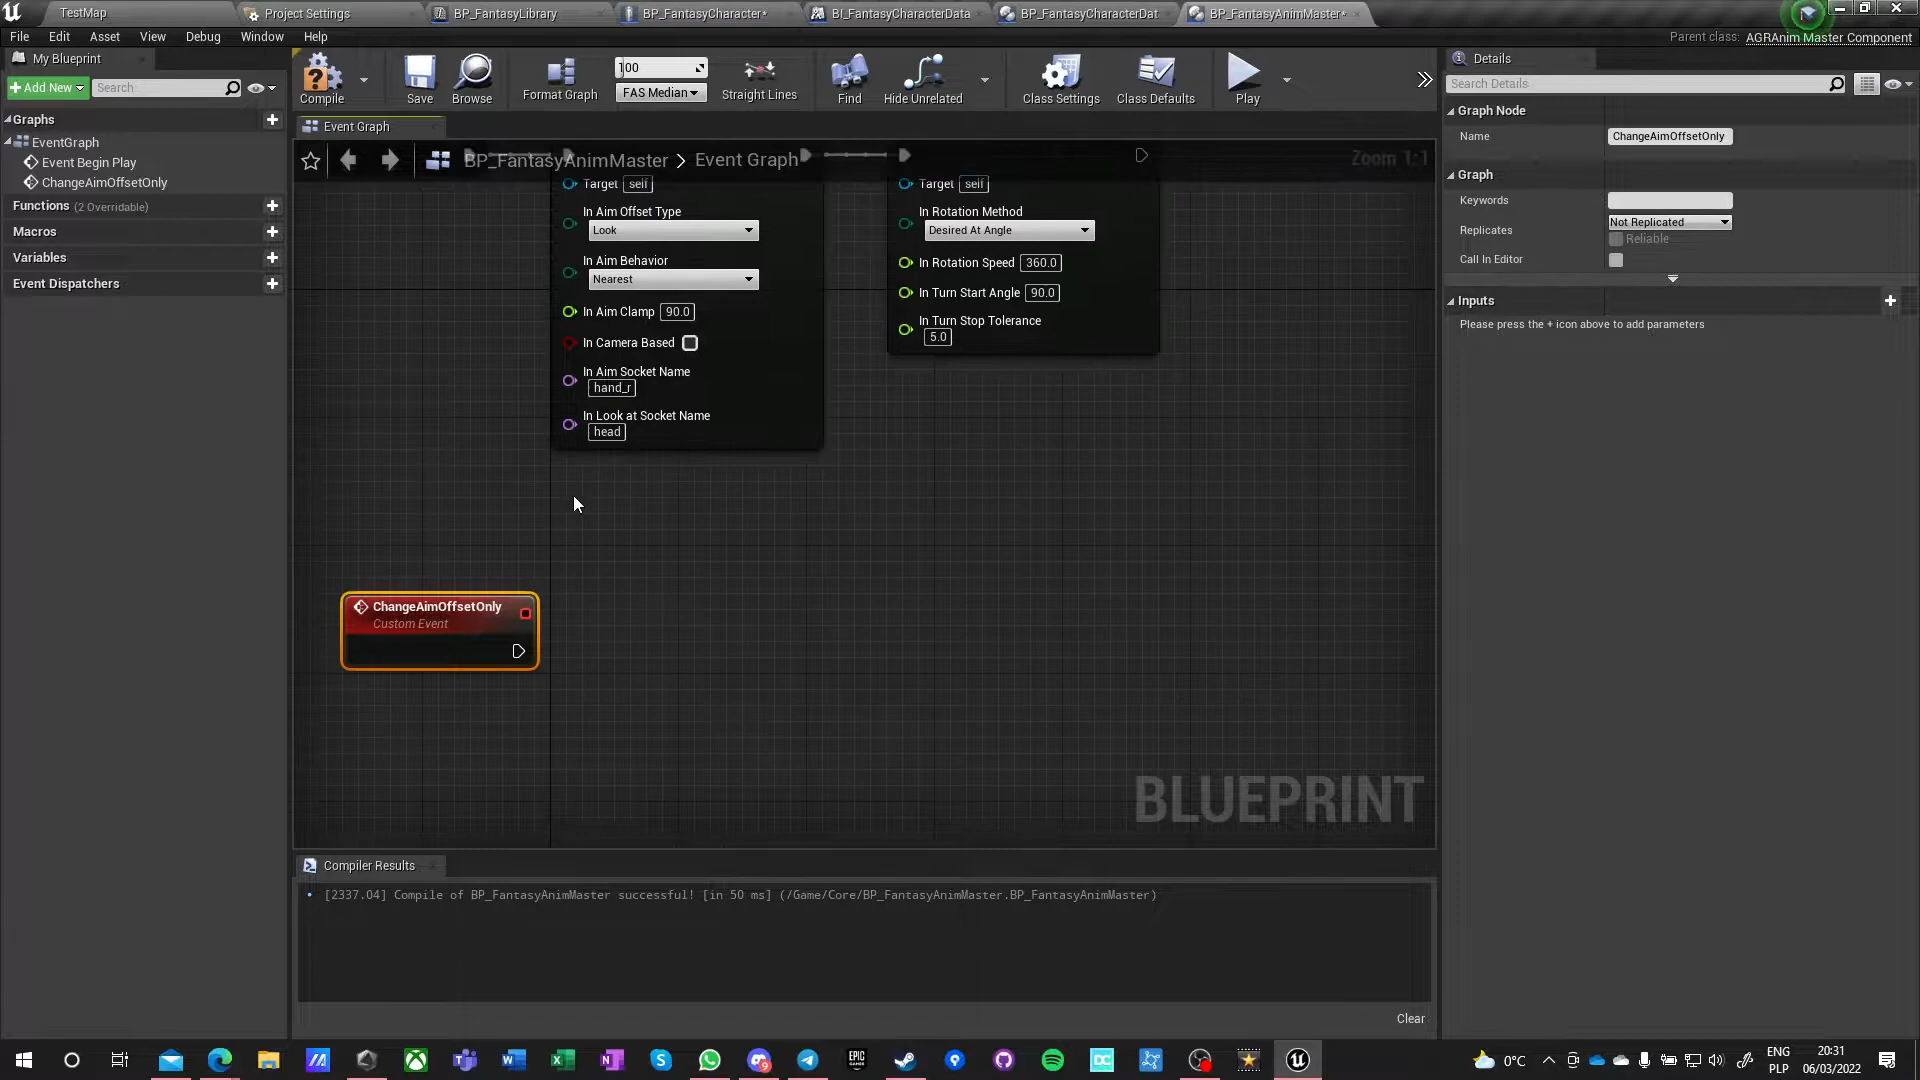 TestMap
Project Settings
BP_FantasyLibrary
BP_FantasyCharacter*
BI_FantasyCharacterData
BP_FantasyCharacterDat
BP_FantasyAnimMaster*
File Edit Asset View Debug Window Help
Parent class: AGRAnim Master Component
My Blueprint
Add New
Search
Compile
Save
Browse
Format Graph
100
FAS Median
Straight Lines
Find
Hide Unrelated
Class Settings
Class Defaults
Play
Details
Search Details
Graphs
EventGraph
Event Begin Play
ChangeAimOffsetOnly
Functions (2 Overridable)
Macros
Variables
Event Dispatchers
Event Graph
BP_FantasyAnimMaster > Event Graph
Zoom 1:1
Target self
In Aim Offset Type
Look
In Aim Behavior
Nearest
In Aim Clamp 90.0
In Camera Based
In Aim Socket Name
hand_r
In Look at Socket Name
head
Target self
In Rotation Method
Desired At Angle
In Rotation Speed 360.0
In Turn Start Angle 90.0
In Turn Stop Tolerance
5.0
ChangeAimOffsetOnly
Custom Event
BLUEPRINT
Graph Node
Name ChangeAimOffsetOnly
Graph
Keywords
Replicates Not Replicated
Reliable
Call In Editor
Inputs
Please press the + icon above to add parameters
Compiler Results
• [2337.04] Compile of BP_FantasyAnimMaster successful! [in 50 ms] (/Game/Core/BP_FantasyAnimMaster.BP_FantasyAnimMaster)
Clear
0°C
ENG
PLP
20:31
06/03/2022